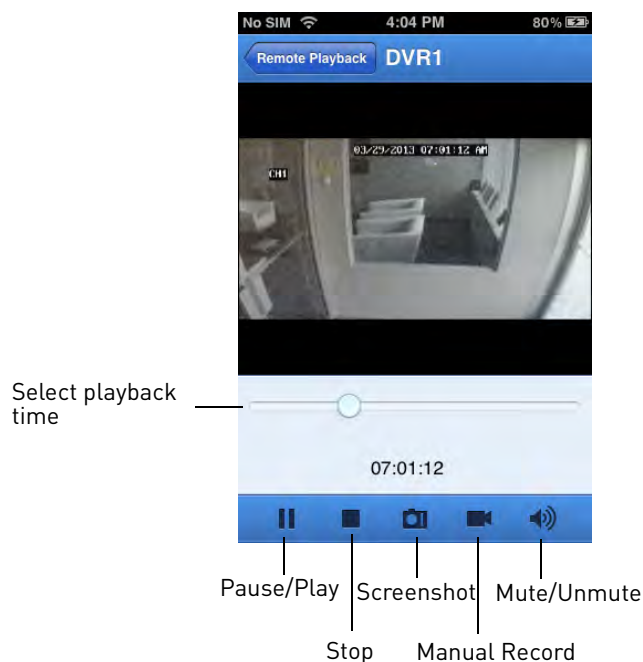 No SIM 4:04 PM 80%
Remote Playback DVR1
03/29/2013 07:01:12 AM
CH1
Select playback
time
07:01:12
Pause/Play Screenshot Mute/Unmute
Stop Manual Record